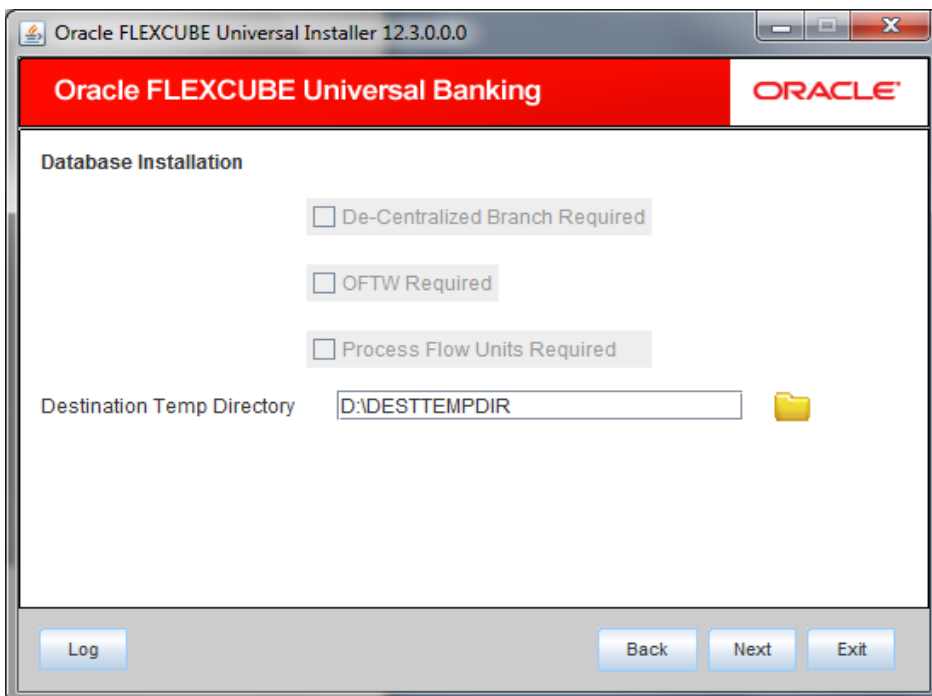 Oracle FLEXCUBE Universal Installer 12.3.0.0.0
Oracle FLEXCUBE Universal Banking
ORACLE
Database Installation
De-Centralized Branch Required
OFTW Required
Process Flow Units Required
Destination Temp Directory D:\DESTTEMPDIR
Log Back Next Exit